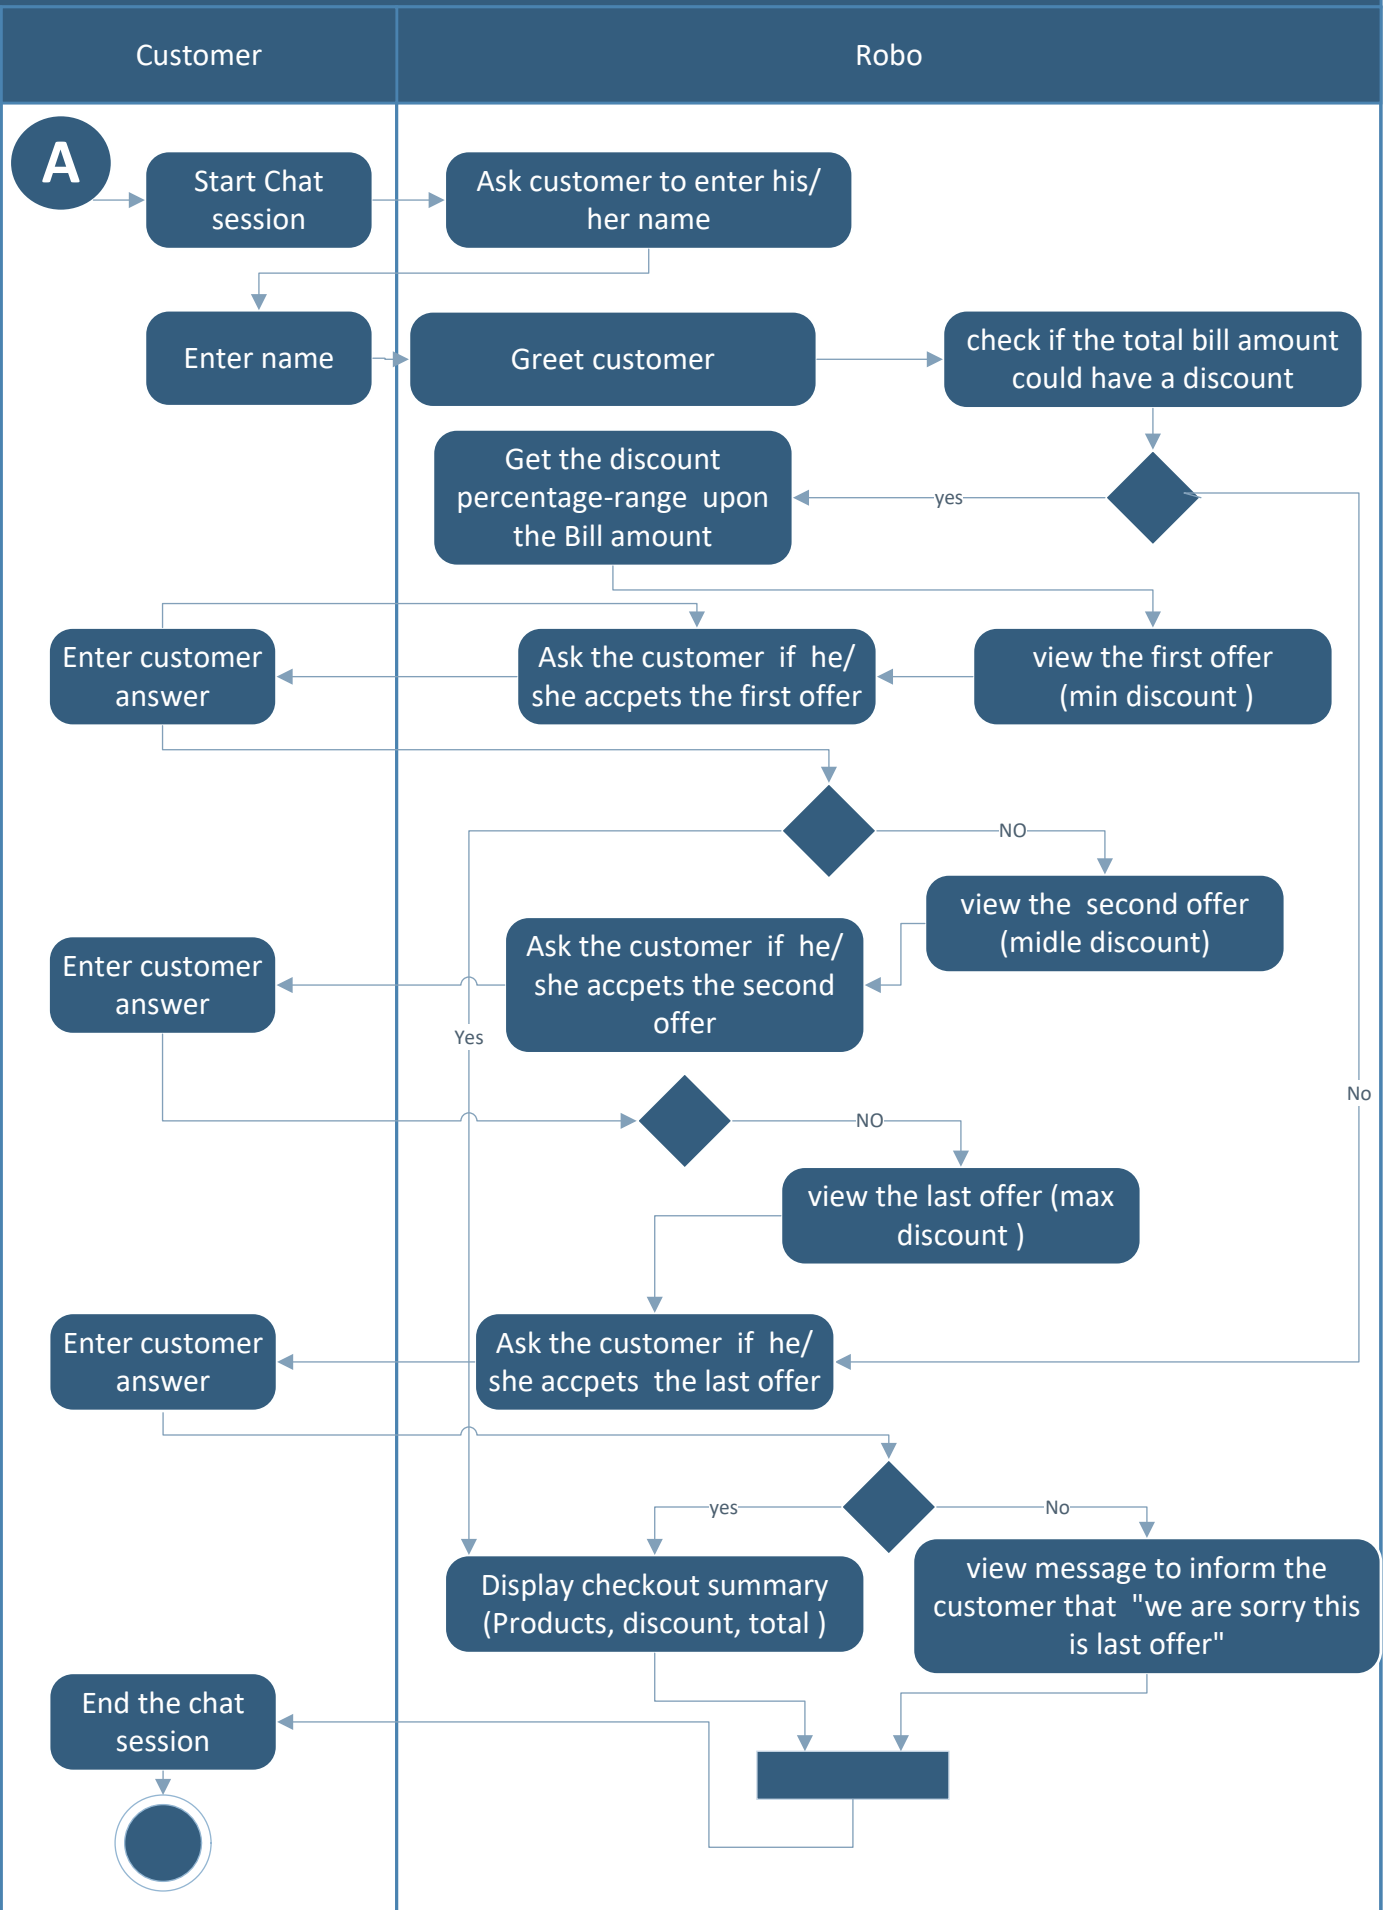 Customer
Robo
A
Start Chat
session
Ask customer to enter his/
her name
Enter name
Greet customer
check if the total bill amount
could have a discount
Get the discount
percentage-range upon
the Bill amount
yes
Enter customer
answer
Ask the customer if he/
she accpets the first offer
view the first offer
(min discount )
NO
view the second offer
(midle discount)
Enter customer
answer
Ask the customer if he/
she accpets the second
offer
Yes
No
NO
view the last offer (max
discount )
Enter customer
answer
Ask the customer if he/
she accpets the last offer
yes
No
Display checkout summary
(Products, discount, total )
view message to inform the
customer that "we are sorry this
is last offer"
End the chat
session